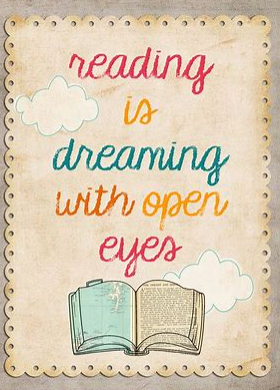 reading
is
dreaming
with open
eyes